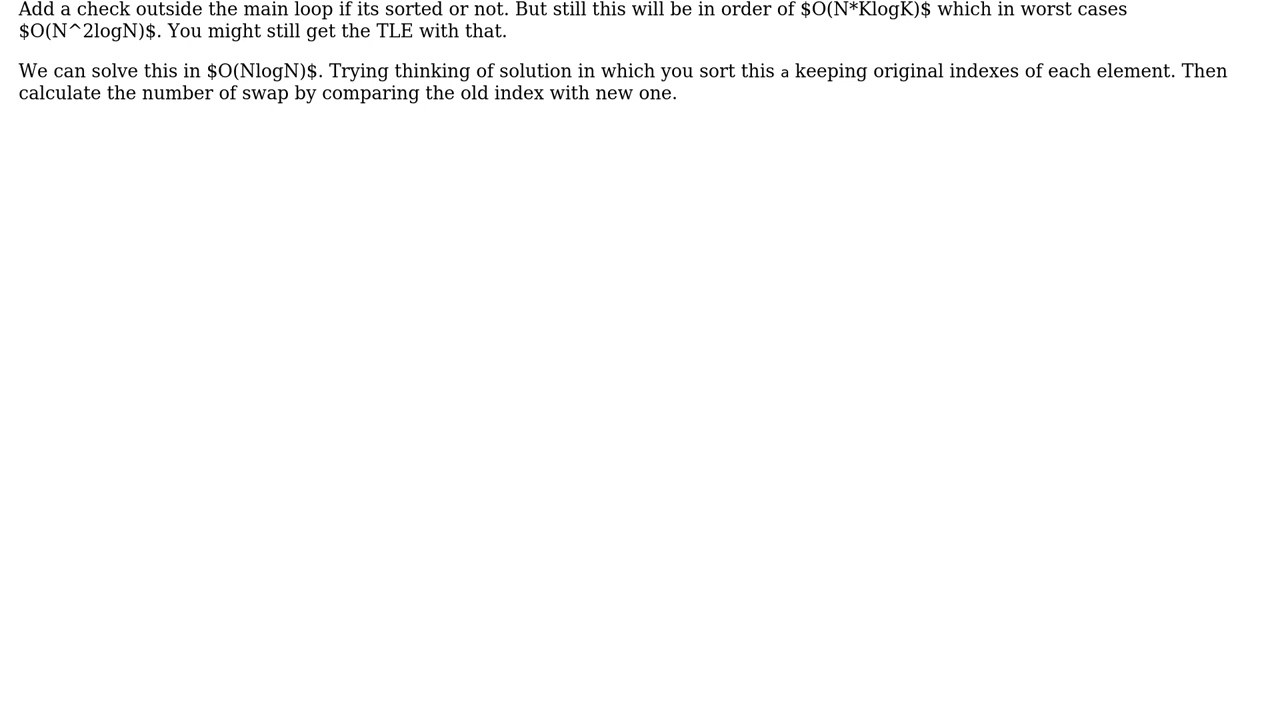 Add a check outside the main loop if its sorted or not. But still this will be in order of $O(N*KlogK)$ which in worst cases
$O(N^2logN)$. You might still get the TLE with that.
We can solve this in $O(NlogN)$. Trying thinking of solution in which you sort this a keeping original indexes of each element. Then
calculate the number of swap by comparing the old index with new one.